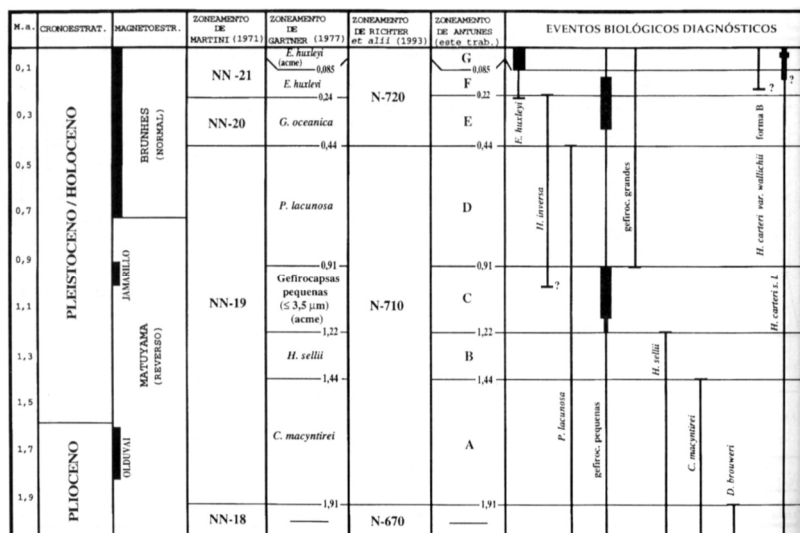 M.a.
CRONOESTRAT.
MAGNETOESTR.
ZONEAMENTO
DE
MARTINI (1971)
ZONEAMENTO
DE
GARTNER (1977)
ZONEAMENTO
DE RICHTER
et alii (1993)
ZONEAMENTO
DE ANTUNES
(este trab.)
EVENTOS BIOLÓGICOS DIAGNÓSTICOS
0,1
0,3
0,5
0,7
0,9
1,1
1,3
1,5
1,7
1,9
PLEISTOCENO / HOLOCENO
PLIOCENO
BRUNHES
(NORMAL)
JAMARILLO
MATUYAMA
(REVERSO)
OLDUVAI
NN -21
NN-20
NN-19
NN-18
E. huxleyi
(acme)
0,085
E. huxlevi
0,24
G. oceanica
0,44
P. lacunosa
0,91
Gefirocapsas
pequenas
(≤ 3,5 µm)
(acme)
1,22
H. sellii
1,44
C. macyntirei
1,91
N-720
N-710
N-670
G
0,085
F
0,22
E
0,44
D
0,91
C
1,22
B
1,44
A
1,91
E. huxleyi
H. inversa
?
P. lacunosa
gefiroc. pequenas
gefiroc. grandes
H. sellii
C. macyntirei
D. brouweri
forma B
?
H. carteri var. wallichii
?
H. carteri s. l.